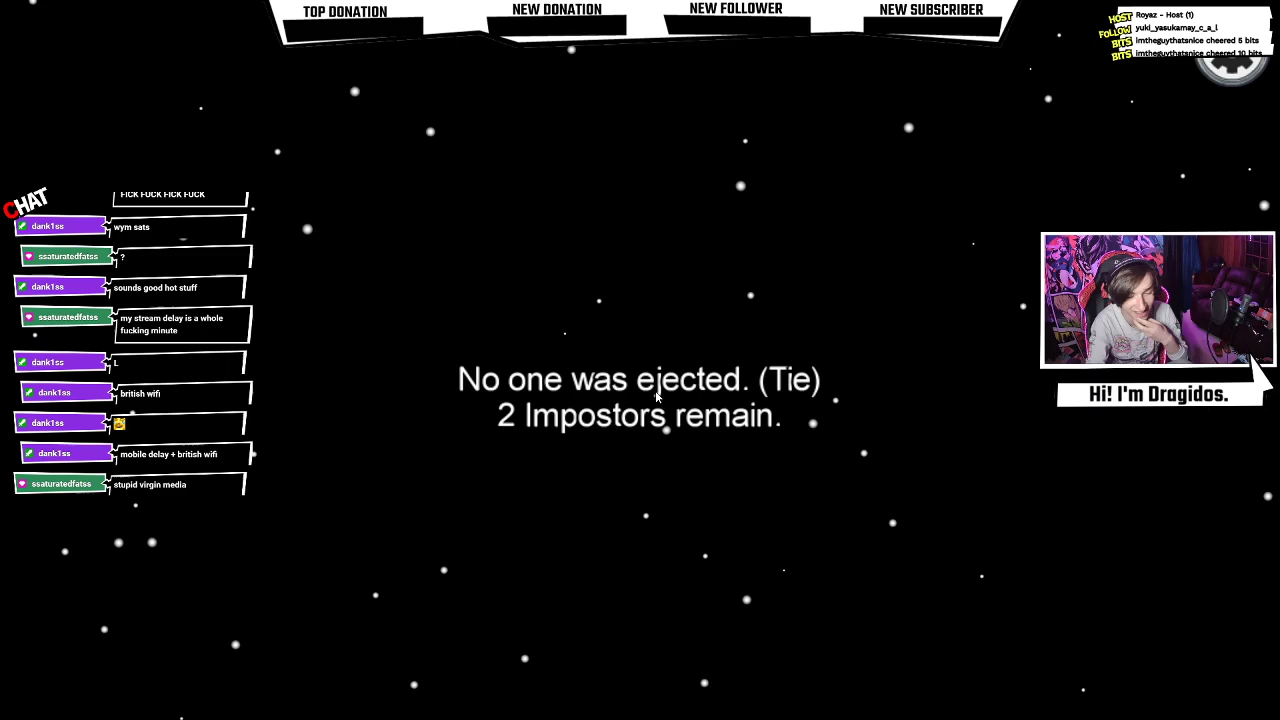 TOP DONATION
NEW DONATION
NEW FOLLOWER
NEW SUBSCRIBER
HOST Royaz - Host (1)
FOLLOW yuki_yasukamay_c_a_l
BITS imtheguythatsnice cheered 5 bits
BITS imtheguythatsnice cheered 10 bits
CHAT
FICK FUCK FICK FUCK
dank1ss wym sats
ssaturatedfatss ?
dank1ss sounds good hot stuff
ssaturatedfatss my stream delay is a whole
fucking minute
dank1ss L
dank1ss british wifi
dank1ss
dank1ss mobile delay + british wifi
ssaturatedfatss stupid virgin media
No one was ejected. (Tie)
2 Impostors remain.
Hi! I'm Dragidos.